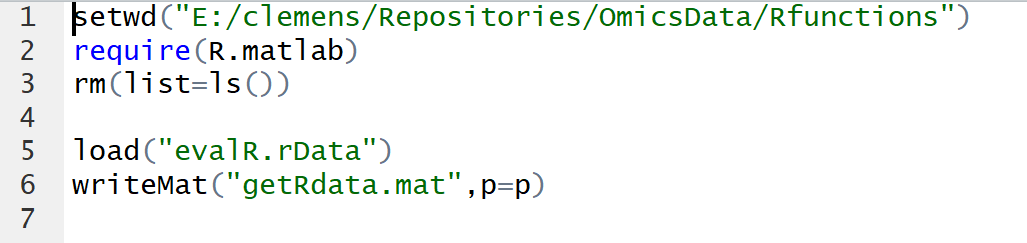 1 setwd("E:/clemens/Repositories/OmicsData/Rfunctions")
2 require(R.matlab)
3 rm(list=ls())
4
5 load("evalR.rData")
6 writeMat("getRdata.mat",p=p)
7